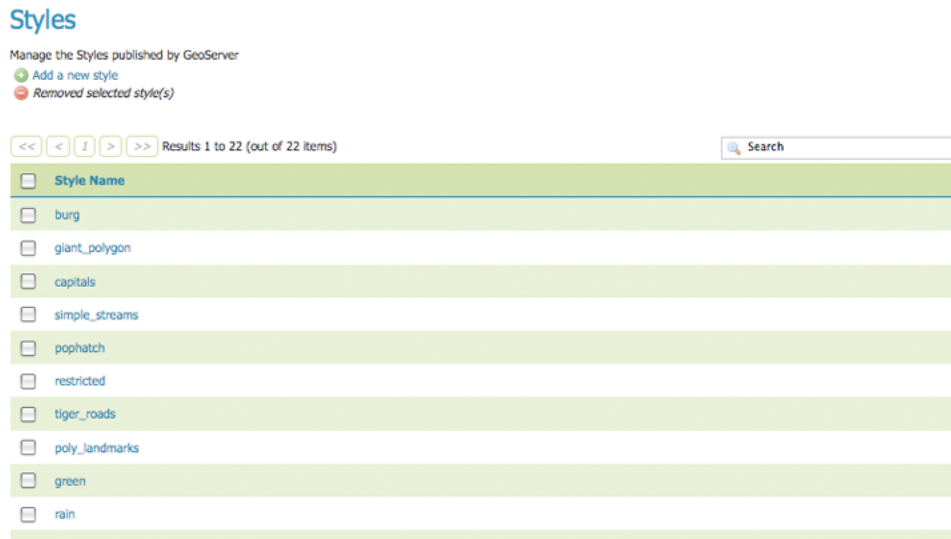 Styles
Manage the Styles published by GeoServer
Add a new style
Removed selected style(s)
<< < 1 > >> Results 1 to 22 (out of 22 items) Search
Style Name
burg
giant_polygon
capitals
simple_streams
pophatch
restricted
tiger_roads
poly_landmarks
green
rain